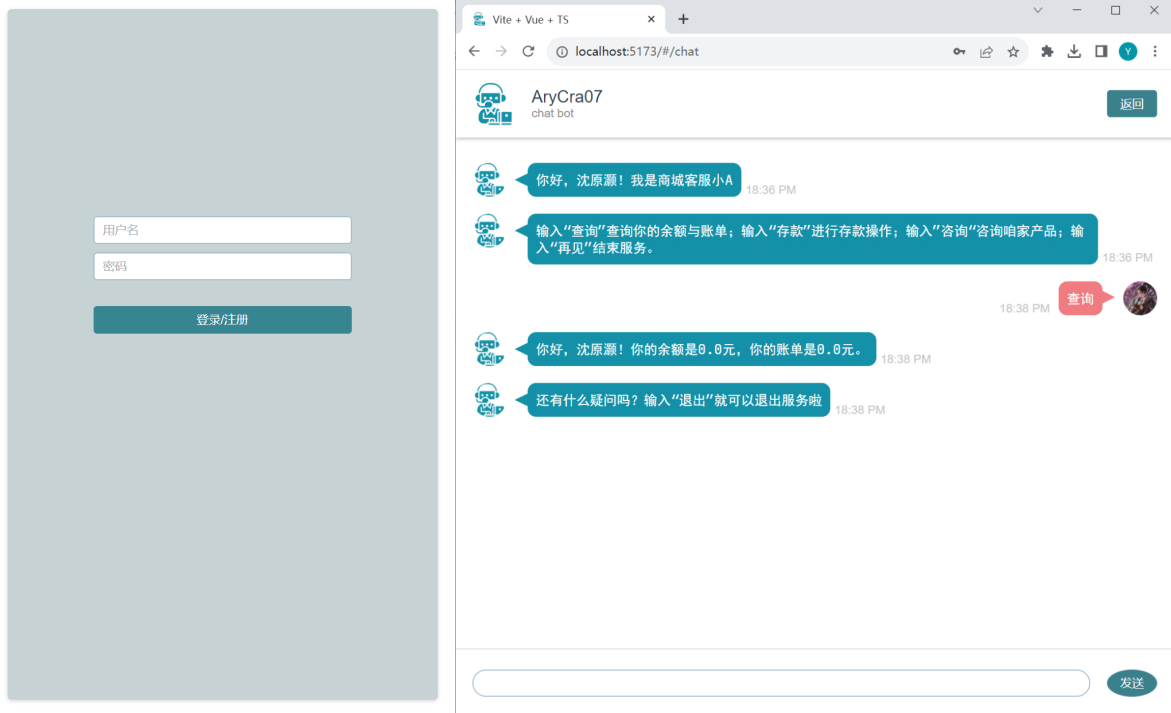 用户名
密码
登录/注册
Vite + Vue + TS
localhost:5173/#/chat
Y
AryCra07
chat bot
返回
你好，沈原灏！我是商城客服小A
18:36 PM
输入“查询”查询你的余额与账单；输入“存款”进行存款操作；输入”咨询“咨询咱家产品；输
入“再见”结束服务。
18:36 PM
18:38 PM
查询
你好，沈原灏！你的余额是0.0元，你的账单是0.0元。
18:38 PM
还有什么疑问吗？输入“退出”就可以退出服务啦
18:38 PM
发送